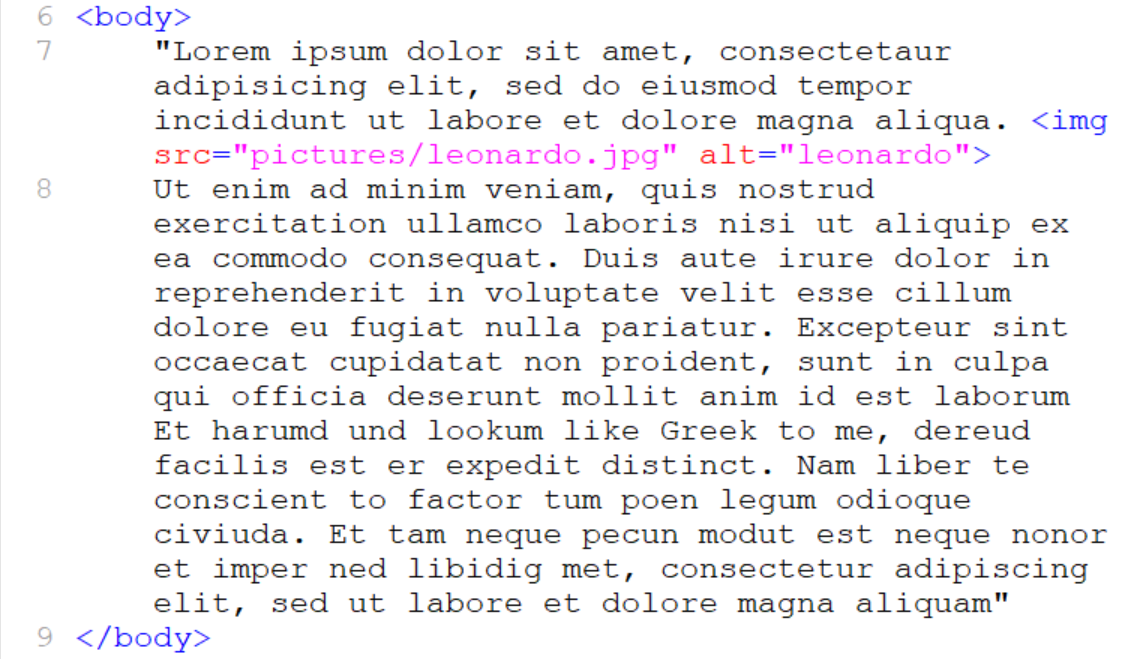 6 <body>
7 "Lorem ipsum dolor sit amet, consectetaur
adipisicing elit, sed do eiusmod tempor
incididunt ut labore et dolore magna aliqua. <img
src="pictures/leonardo.jpg" alt="leonardo">
8 Ut enim ad minim veniam, quis nostrud
exercitation ullamco laboris nisi ut aliquip ex
ea commodo consequat. Duis aute irure dolor in
reprehenderit in voluptate velit esse cillum
dolore eu fugiat nulla pariatur. Excepteur sint
occaecat cupidatat non proident, sunt in culpa
qui officia deserunt mollit anim id est laborum
Et harumd und lookum like Greek to me, dereud
facilis est er expedit distinct. Nam liber te
conscient to factor tum poen legum odioque
civiuda. Et tam neque pecun modut est neque nonor
et imper ned libidig met, consectetur adipiscing
elit, sed ut labore et dolore magna aliquam"
9 </body>